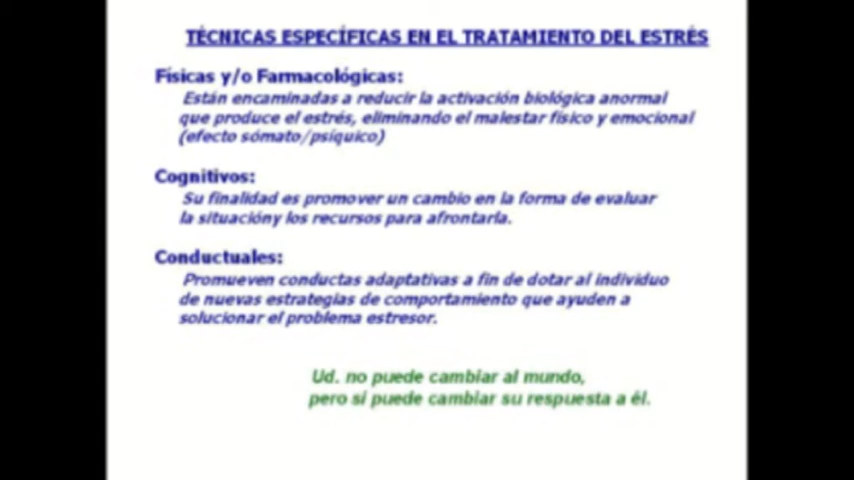 TÉCNICAS ESPECÍFICAS EN EL TRATAMIENTO DEL ESTRÉS
Físicas y/o Farmacológicas:
Están encaminadas a reducir la activación biológica anormal
que produce el estrés, eliminando el malestar físico y emocional
(efecto sómato/psíquico)
Cognitivos:
Su finalidad es promover un cambio en la forma de evaluar
la situacióny los recursos para afrontarla.
Conductuales:
Promueven conductas adaptativas a fin de dotar al individuo
de nuevas estrategias de comportamiento que ayuden a
solucionar el problema estresor.
Ud. no puede cambiar al mundo,
pero si puede cambiar su respuesta a él.